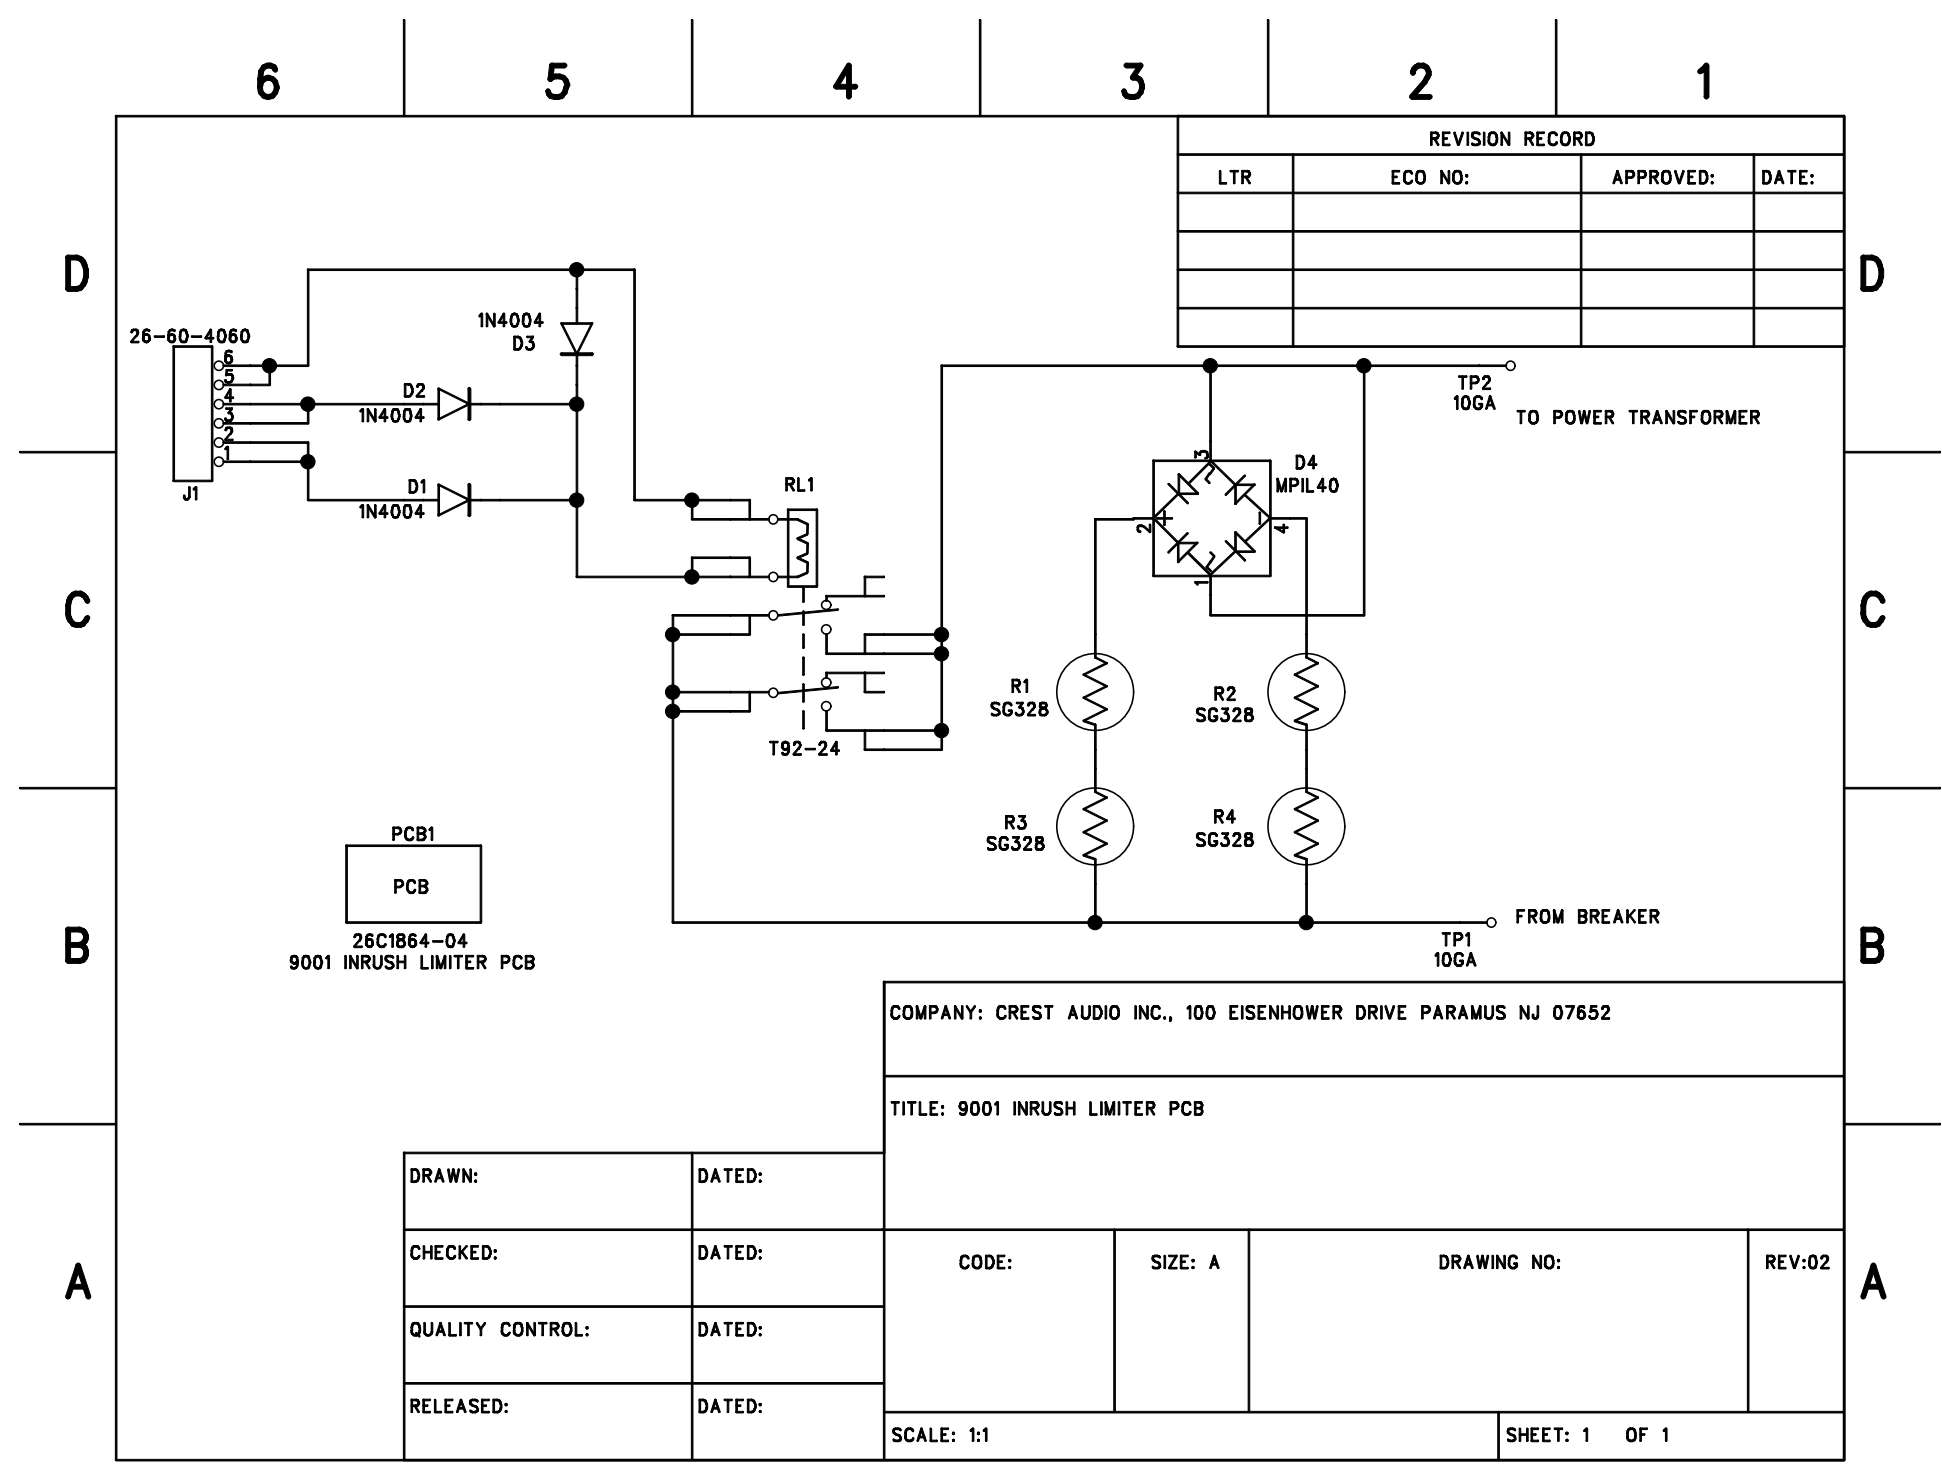 6 5 4 3 2 1
REVISION RECORD
LTR ECO NO: APPROVED: DATE:
D D
26-60-4060
6
5
4
3
2
1
J1
1N4004
D3
D2
1N4004
D1
1N4004
TP2
10GA
TO POWER TRANSFORMER
RL1
3
D4
MPIL40
2
4
1
+
−
C C
R1
SG328
R2
SG328
T92-24
R3
SG328
R4
SG328
PCB1
PCB
26C1864-04
9001 INRUSH LIMITER PCB
FROM BREAKER
TP1
10GA
B B
COMPANY: CREST AUDIO INC., 100 EISENHOWER DRIVE PARAMUS NJ 07652
TITLE: 9001 INRUSH LIMITER PCB
DRAWN: DATED:
CHECKED: DATED:
CODE: SIZE: A DRAWING NO: REV:02
A A
QUALITY CONTROL: DATED:
RELEASED: DATED:
SCALE: 1:1
SHEET: 1 OF 1